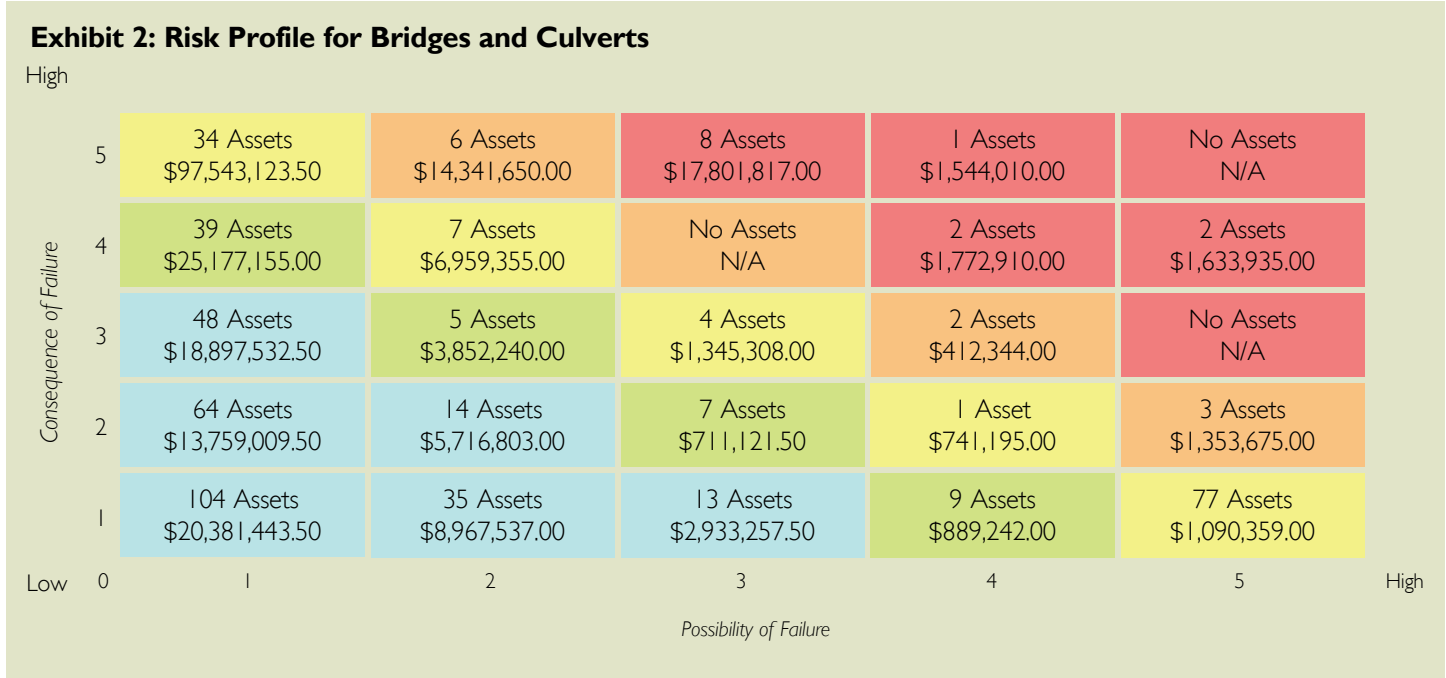 Exhibit 2: Risk Profile for Bridges and Culverts
High
Consequence of Failure
5
34 Assets
$97,543,123.50
6 Assets
$14,341,650.00
8 Assets
$17,801,817.00
1 Assets
$1,544,010.00
No Assets
N/A
4
39 Assets
$25,177,155.00
7 Assets
$6,959,355.00
No Assets
N/A
2 Assets
$1,772,910.00
2 Assets
$1,633,935.00
3
48 Assets
$18,897,532.50
5 Assets
$3,852,240.00
4 Assets
$1,345,308.00
2 Assets
$412,344.00
No Assets
N/A
2
64 Assets
$13,759,009.50
14 Assets
$5,716,803.00
7 Assets
$711,121.50
1 Asset
$741,195.00
3 Assets
$1,353,675.00
1
104 Assets
$20,381,443.50
35 Assets
$8,967,537.00
13 Assets
$2,933,257.50
9 Assets
$889,242.00
77 Assets
$1,090,359.00
Low 0 1 2 3 4 5 High
Possibility of Failure